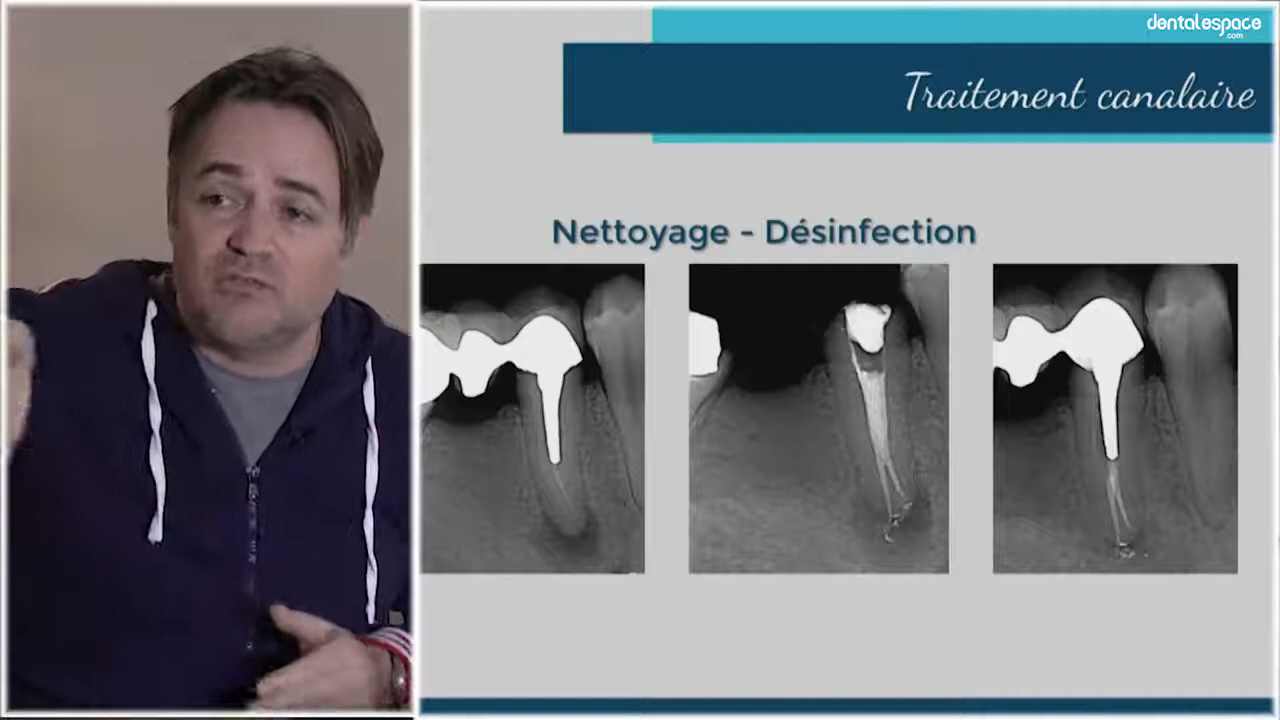 dentalespace
.com
Traitement canalaire
Nettoyage - Désinfection